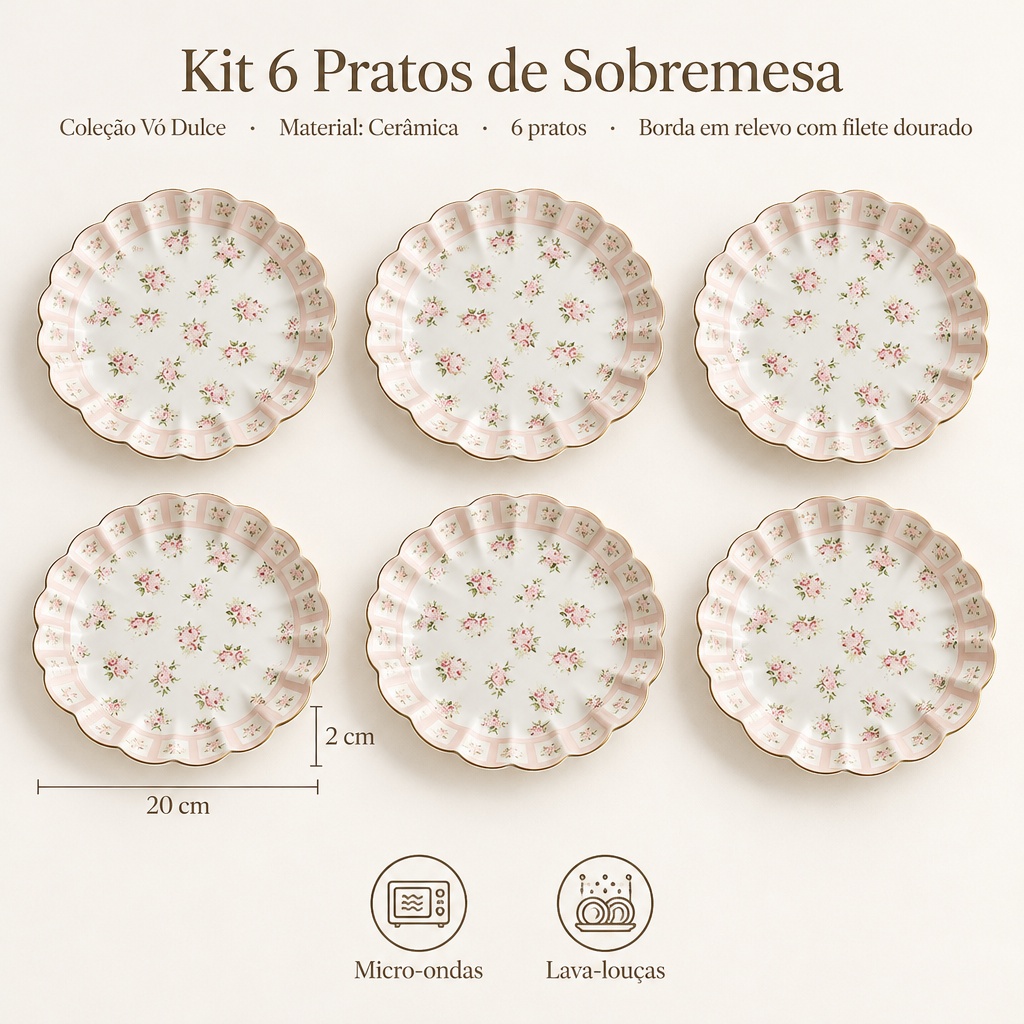 Kit 6 Pratos de Sobremesa
Coleção Vó Dulce · Material: Cerâmica · 6 pratos · Borda em relevo com filete dourado
2 cm
20 cm
Micro-ondas
Lava-louças